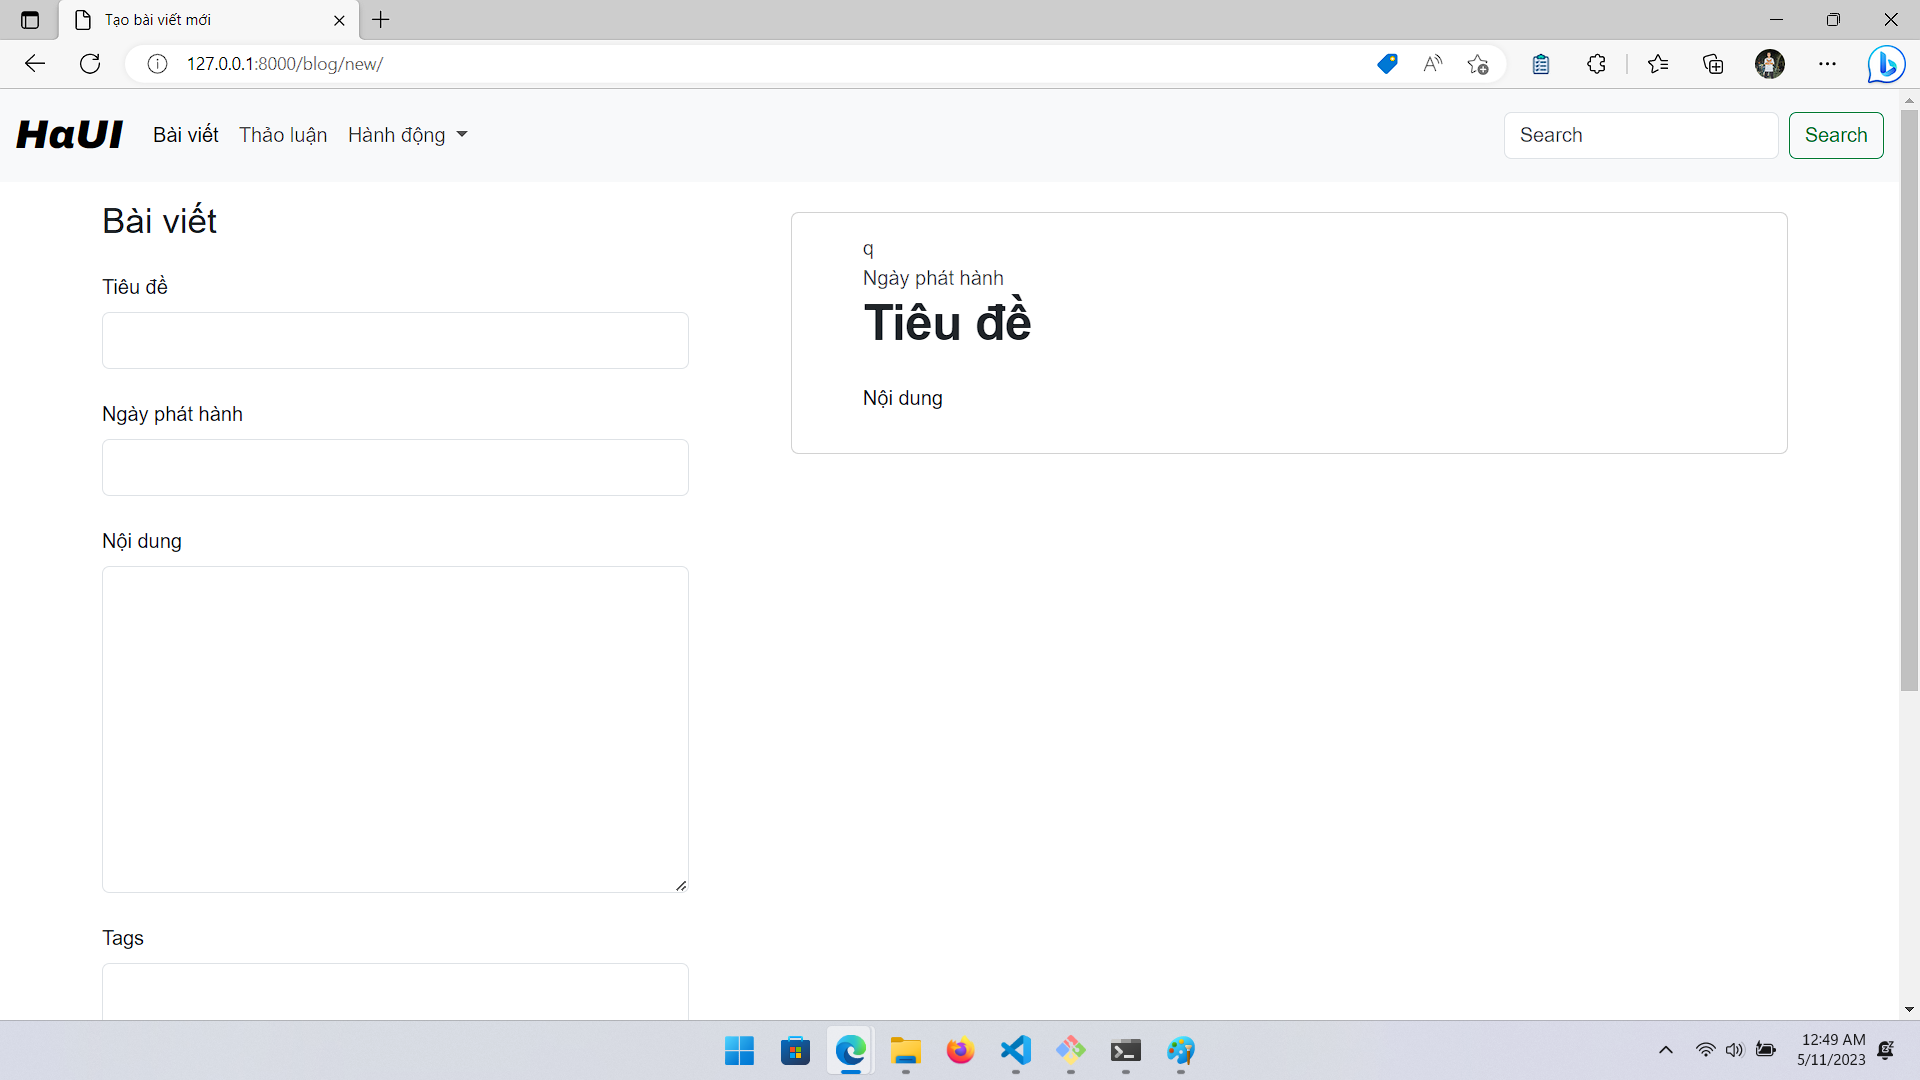 Tạo bài viết mới
127.0.0.1:8000/blog/new/
HaUI Bài viết Thảo luận Hành động Search Search
Bài viết
Tiêu đề
Ngày phát hành
Nội dung
Tags
q
Ngày phát hành
Tiêu đề
Nội dung
12:49 AM
5/11/2023